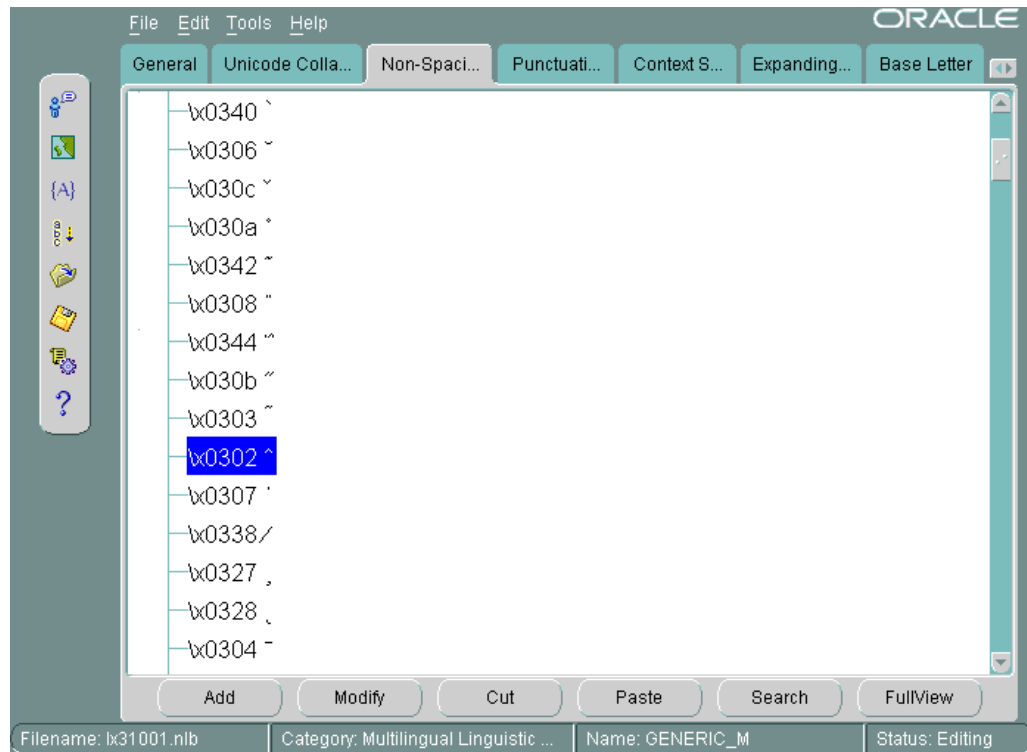 File Edit Tools Help ORACLE
General Unicode Colla... Non-Spaci... Punctuati... Context S... Expanding... Base Letter
{A}
a
b
c
?
\x0340 `
\x0306 ˘
\x030c ˇ
\x030a ˚
\x0342 ˜
\x0308 ¨
\x0344 ΅
\x030b ˝
\x0303 ˜
\x0302 ^
\x0307 ˙
\x0338 /
\x0327 ¸
\x0328 ˛
\x0304 ¯
Add Modify Cut Paste Search FullView
Filename: lx31001.nlb Category: Multilingual Linguistic ... Name: GENERIC_M Status: Editing